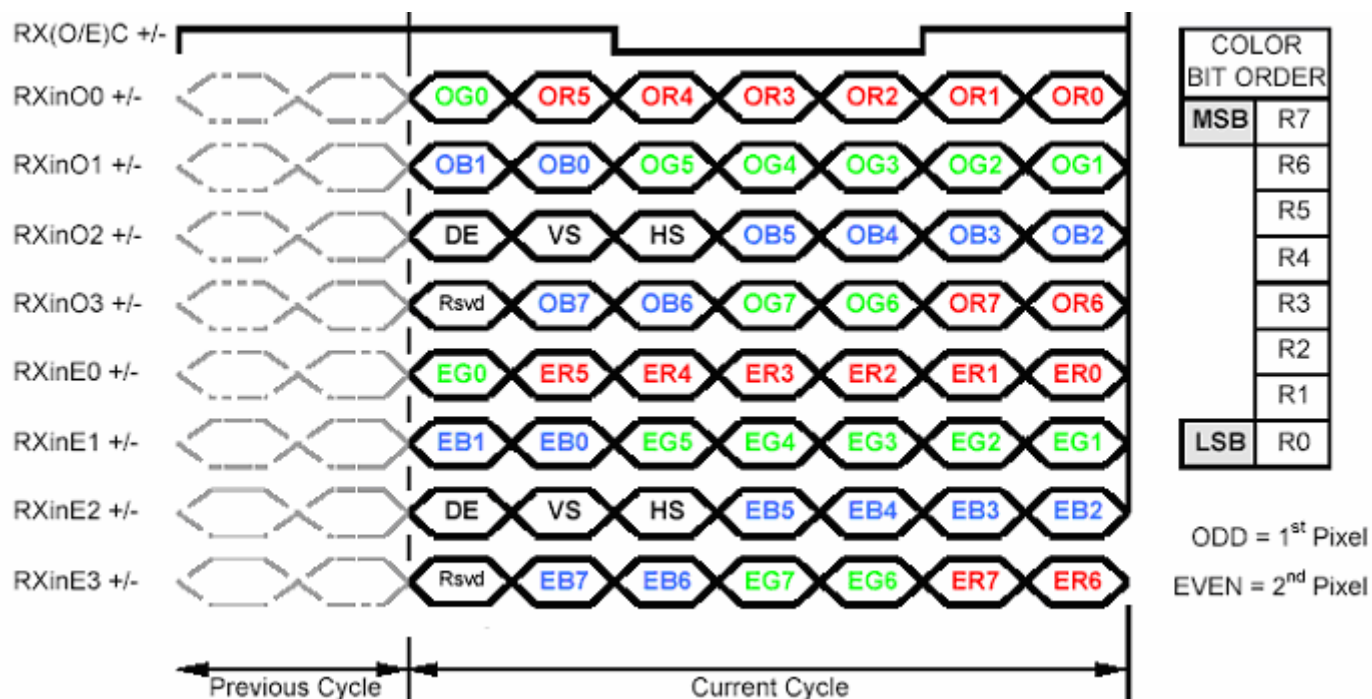 RX(O/E)C +/-
RXinO0 +/- OG0 OR5 OR4 OR3 OR2 OR1 OR0
RXinO1 +/- OB1 OB0 OG5 OG4 OG3 OG2 OG1
RXinO2 +/- DE VS HS OB5 OB4 OB3 OB2
RXinO3 +/- Rsvd OB7 OB6 OG7 OG6 OR7 OR6
RXinE0 +/- EG0 ER5 ER4 ER3 ER2 ER1 ER0
RXinE1 +/- EB1 EB0 EG5 EG4 EG3 EG2 EG1
RXinE2 +/- DE VS HS EB5 EB4 EB3 EB2
RXinE3 +/- Rsvd EB7 EB6 EG7 EG6 ER7 ER6
Previous Cycle
Current Cycle
COLOR
BIT ORDER
MSB R7
R6
R5
R4
R3
R2
R1
LSB R0
ODD = 1st Pixel
EVEN = 2nd Pixel